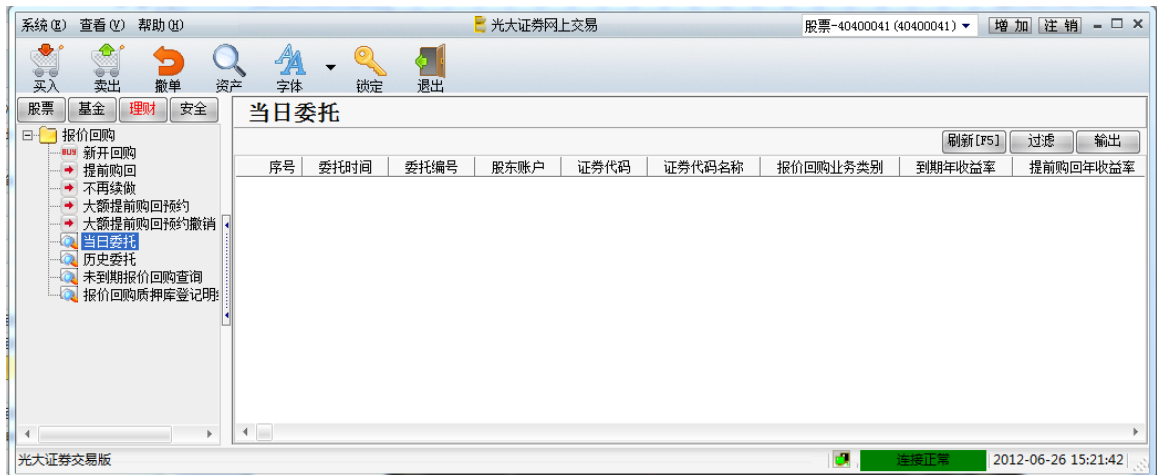 系统(E) 查看(V) 帮助(H) 光大证券网上交易 股票-40400041(40400041) 增 加 注 销
买入 卖出 撤单 资产 字体 锁定 退出
股票 基金 理财 安全
当日委托
刷新[F5] 过滤 输出
序号 委托时间 委托编号 股东账户 证券代码 证券代码名称 报价回购业务类别 到期年收益率 提前购回年收益率
报价回购
BUY 新开回购
提前购回
不再续做
大额提前购回预约
大额提前购回预约撤销
当日委托
历史委托
未到期报价回购查询
报价回购质押库登记明
光大证券交易版 连接正常 2012-06-26 15:21:42